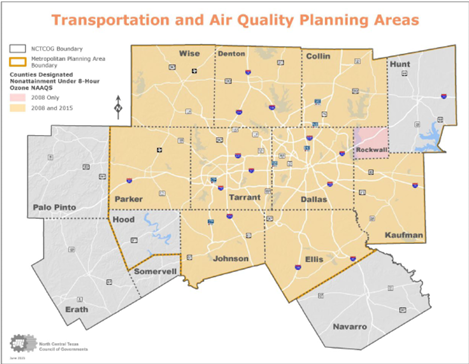 Transportation and Air Quality Planning Areas
NCTCOG Boundary
Metropolitan Planning Area
Boundary
Counties Designated
Nonattainment Under 8-Hour
Ozone NAAQS
2008 Only
2008 and 2015
N
Wise
Denton
Collin
Hunt
Rockwall
Palo Pinto
Parker
Tarrant
Dallas
Kaufman
Hood
Johnson
Ellis
Somervell
Erath
Navarro
North Central Texas
Council of Governments